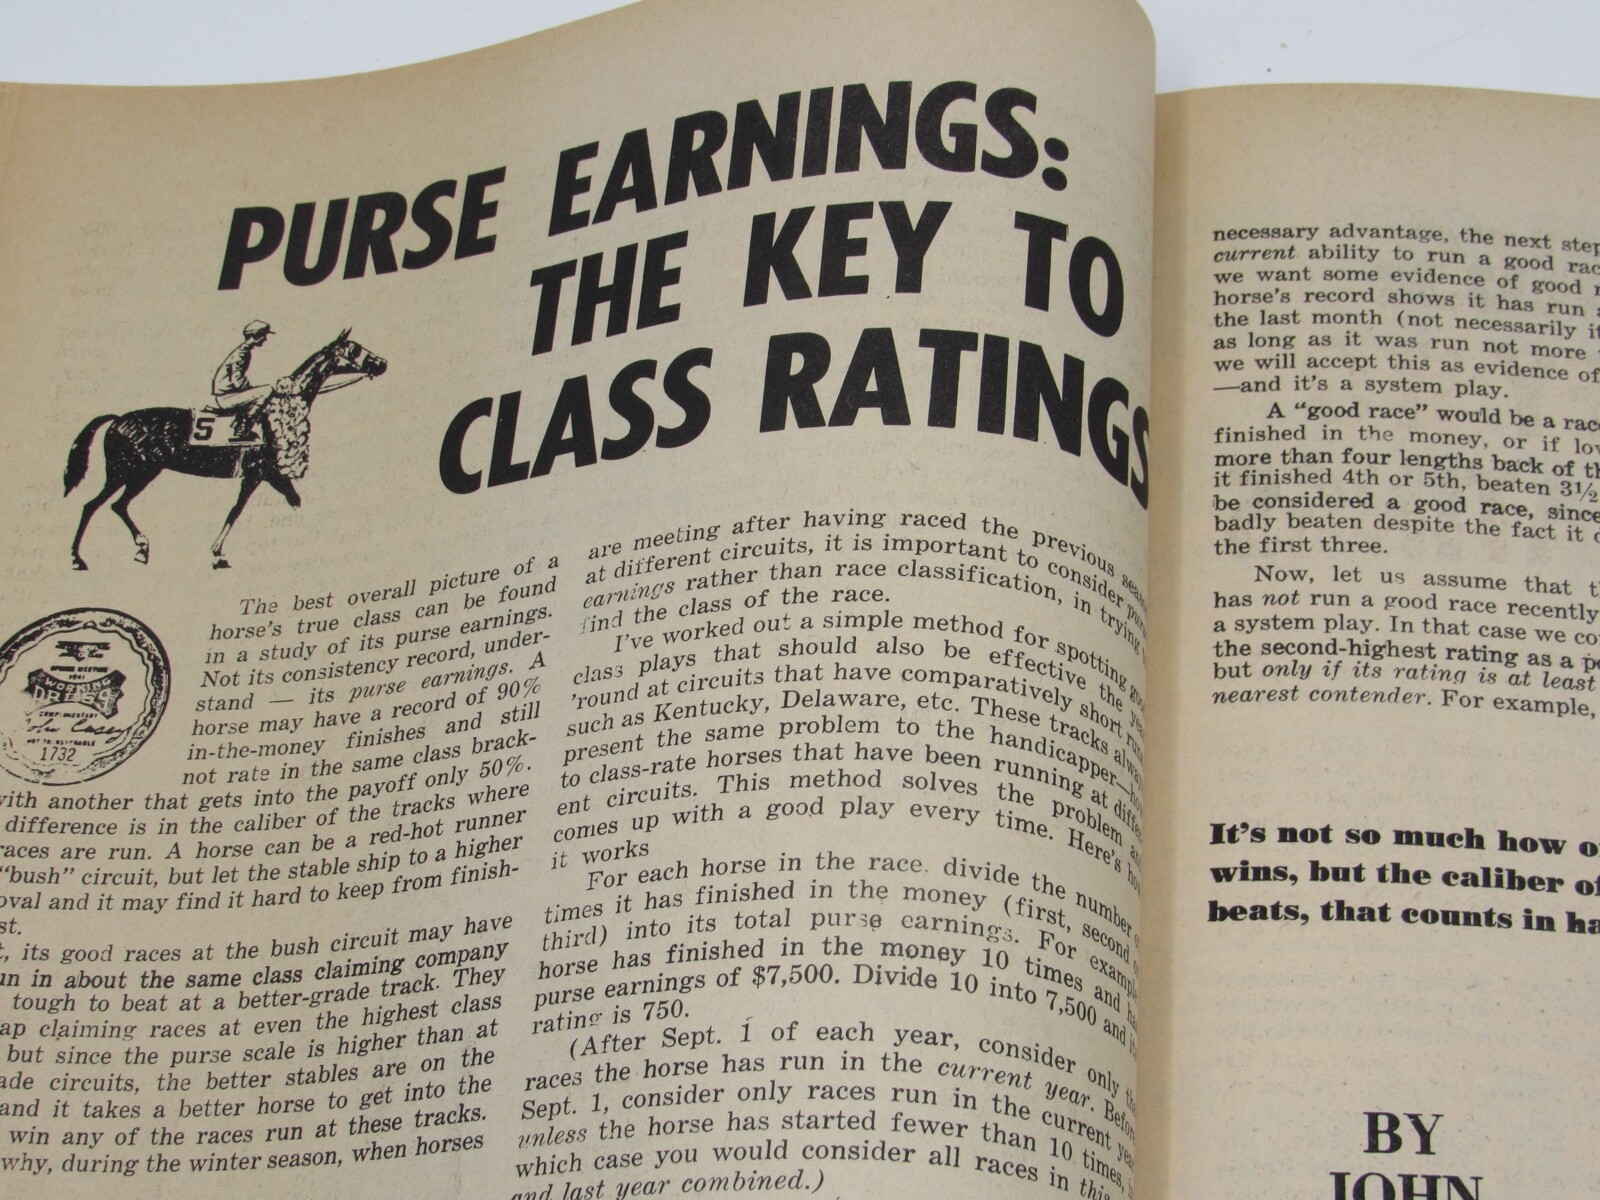 PURSE EARNINGS:
THE KEY TO
CLASS RATINGS
5
1732
The best overall picture of a
horse's true class can be found
in a study of its purse earnings.
Not its consistency record, under-
stand — its purse earnings. A
horse may have a record of 90%
in-the-money finishes and still
not rate in the same class brack-
with another that gets into the payoff only 50%.
difference is in the caliber of the tracks where
races are run. A horse can be a red-hot runner
"bush" circuit, but let the stable ship to a higher
oval and it may find it hard to keep from finish-
its good races at the bush circuit may have
in about the same class claiming company
tough to beat at a better-grade track. They
claiming races at even the highest class
but since the purse scale is higher than at
circuits, the better stables are on the
and it takes a better horse to get into the
win any of the races run at these tracks.
why, during the winter season, when horses
are meeting after having raced the previous
at different circuits, it is important to consider
earnings rather than race classification, in trying
find the class of the race.
I've worked out a simple method for spotting
class plays that should also be effective the
'round at circuits that have comparatively short
such as Kentucky, Delaware, etc. These tracks
present the same problem to the handicapper—
to class-rate horses that have been running at
ent circuits. This method solves the problem
comes up with a good play every time. Here's
it works
For each horse in the race, divide the number
times it has finished in the money (first, second
third) into its total purse earnings. For
horse has finished in the money 10 times and
purse earnings of $7,500. Divide 10 into 7,500 and
rating is 750.
(After Sept. 1 of each year, consider only
races the horse has run in the current year. Before
Sept. 1, consider only races run in the current
unless the horse has started fewer than 10 times,
which case you would consider all races in this
and last year combined.)
necessary advantage, the next step
current ability to run a good
we want some evidence of good
horse's record shows it has run
the last month (not necessarily
as long as it was run not more
we will accept this as evidence of
—and it's a system play.
A "good race" would be a
finished in the money, or if
more than four lengths back of
it finished 4th or 5th, beaten 3½
be considered a good race, since
badly beaten despite the fact it
the first three.
Now, let us assume that
has not run a good race recently
a system play. In that case we
the second-highest rating as a
but only if its rating is at least
nearest contender. For example,
It's not so much how
wins, but the caliber of
beats, that counts in
BY
JOHN